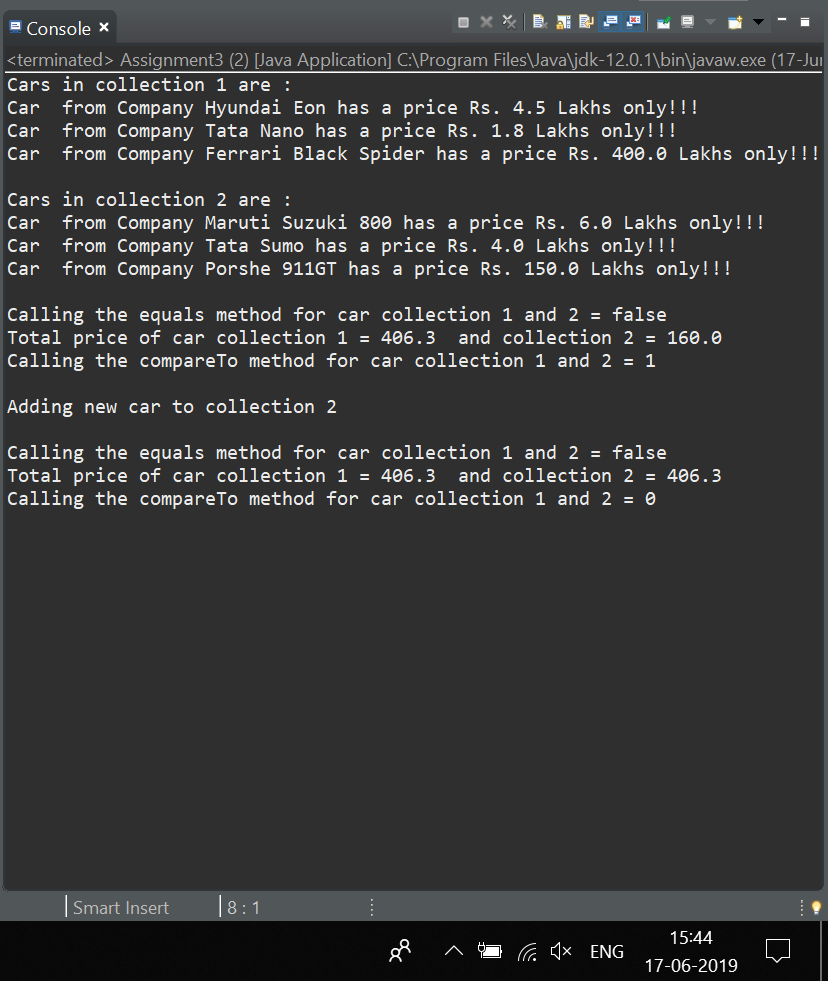 Console
<terminated> Assignment3 (2) [Java Application] C:\Program Files\Java\jdk-12.0.1\bin\javaw.exe (17-Jun
Cars in collection 1 are :
Car  from Company Hyundai Eon has a price Rs. 4.5 Lakhs only!!!
Car  from Company Tata Nano has a price Rs. 1.8 Lakhs only!!!
Car  from Company Ferrari Black Spider has a price Rs. 400.0 Lakhs only!!!
Cars in collection 2 are :
Car  from Company Maruti Suzuki 800 has a price Rs. 6.0 Lakhs only!!!
Car  from Company Tata Sumo has a price Rs. 4.0 Lakhs only!!!
Car  from Company Porshe 911GT has a price Rs. 150.0 Lakhs only!!!
Calling the equals method for car collection 1 and 2 = false
Total price of car collection 1 = 406.3  and collection 2 = 160.0
Calling the compareTo method for car collection 1 and 2 = 1
Adding new car to collection 2
Calling the equals method for car collection 1 and 2 = false
Total price of car collection 1 = 406.3  and collection 2 = 406.3
Calling the compareTo method for car collection 1 and 2 = 0
Smart Insert 8 : 1
15:44
ENG
17-06-2019